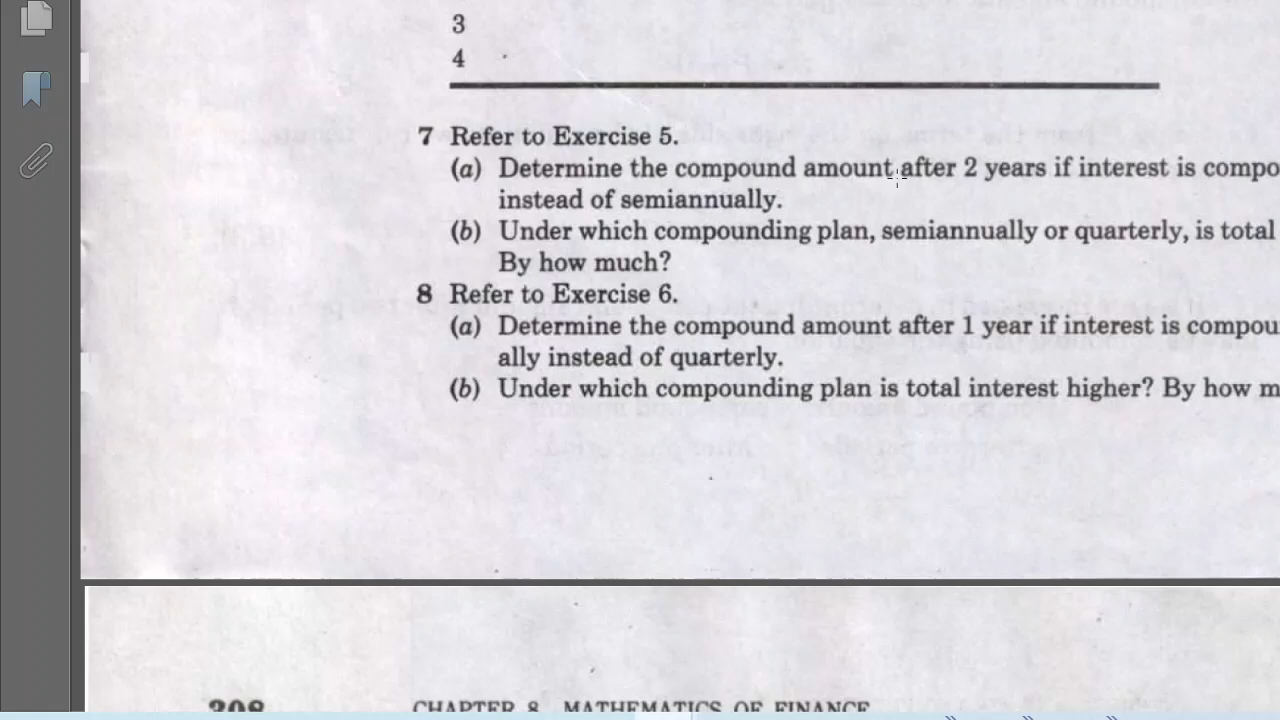 3
4
7 Refer to Exercise 5.
(a) Determine the compound amount after 2 years if interest is compo
instead of semiannually.
(b) Under which compounding plan, semiannually or quarterly, is total
By how much?
8 Refer to Exercise 6.
(a) Determine the compound amount after 1 year if interest is compou
ally instead of quarterly.
(b) Under which compounding plan is total interest higher? By how m
308 CHAPTER 8 MATHEMATICS OF FINANCE